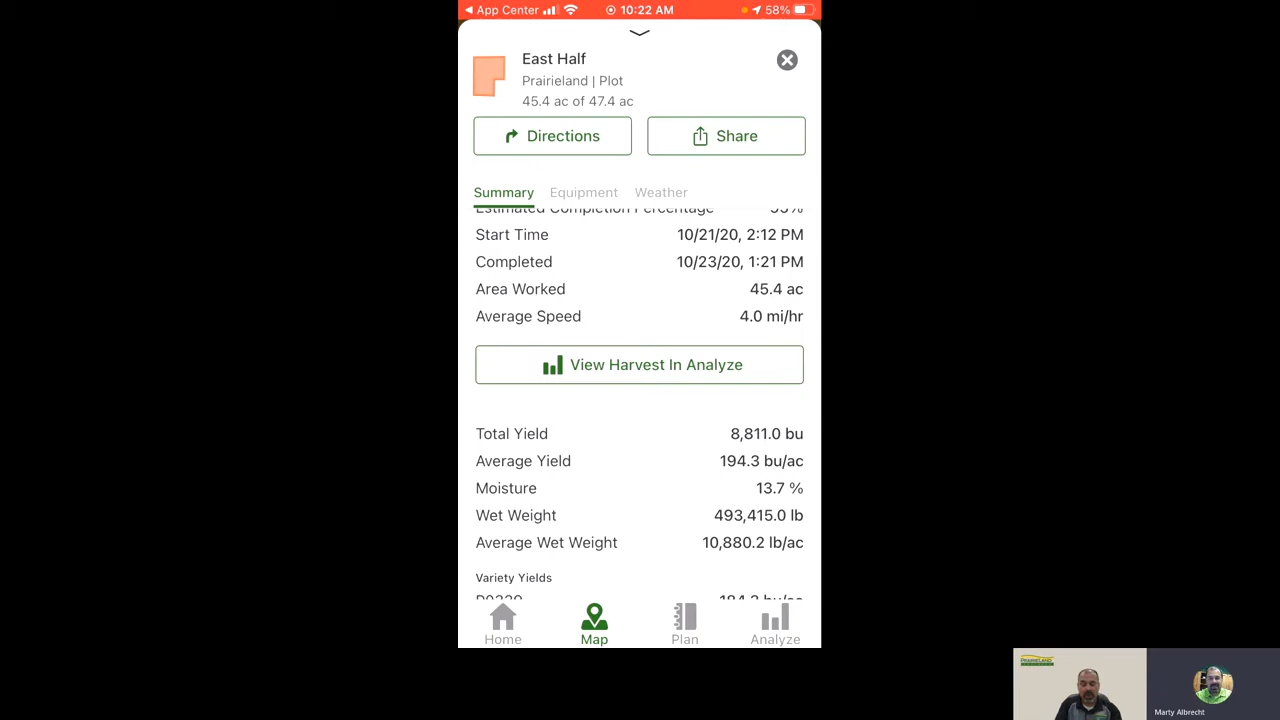 App Center 10:22 AM 58%
East Half
Prairieland | Plot
45.4 ac of 47.4 ac
Directions Share
Summary Equipment Weather
Estimated Completion Percentage
Start Time 10/21/20, 2:12 PM
Completed 10/23/20, 1:21 PM
Area Worked 45.4 ac
Average Speed 4.0 mi/hr
View Harvest In Analyze
Total Yield 8,811.0 bu
Average Yield 194.3 bu/ac
Moisture 13.7 %
Wet Weight 493,415.0 lb
Average Wet Weight 10,880.2 lb/ac
Variety Yields
Home Map Plan Analyze
PRAIRIELAND
Marty Albrecht